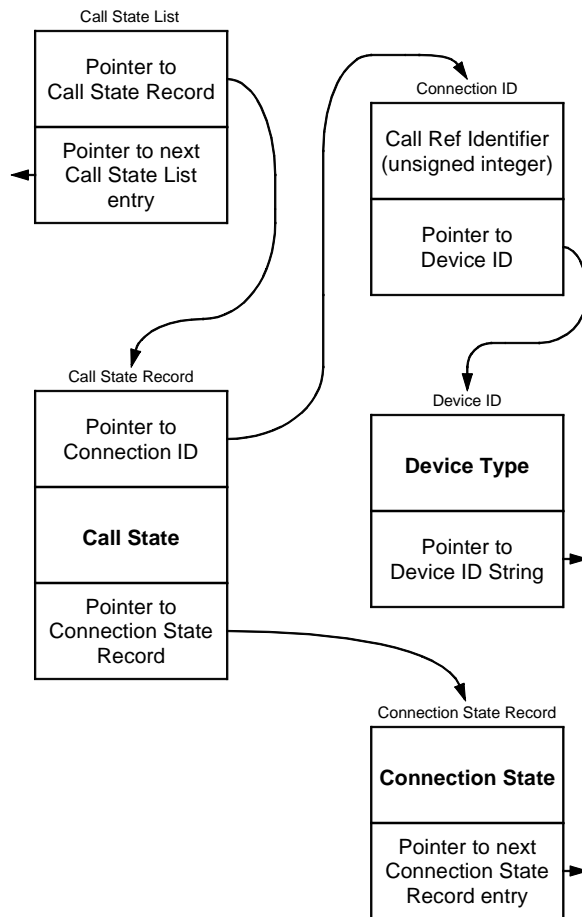 Call State List
Pointer to
Call State Record
Pointer to next
Call State List
entry
Connection ID
Call Ref Identifier
(unsigned integer)
Pointer to
Device ID
Call State Record
Pointer to
Connection ID
Call State
Pointer to
Connection State
Record
Device ID
Device Type
Pointer to
Device ID String
Connection State Record
Connection State
Pointer to next
Connection State
Record entry